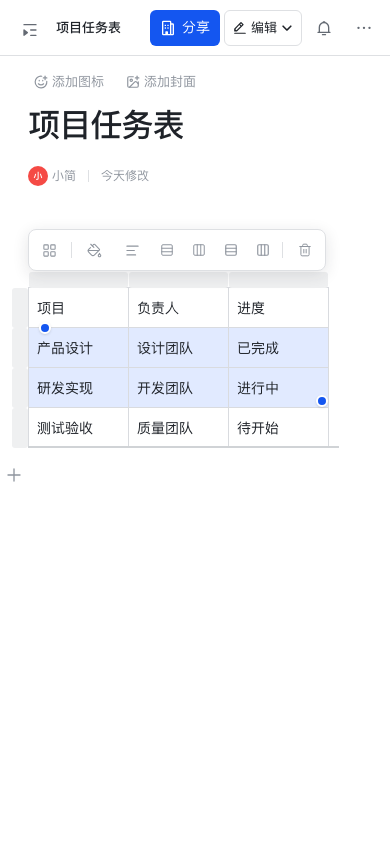 项目任务表 分享 编辑
添加图标 添加封面
项目任务表
小 小简 今天修改
项目 负责人 进度
产品设计 设计团队 已完成
研发实现 开发团队 进行中
测试验收 质量团队 待开始